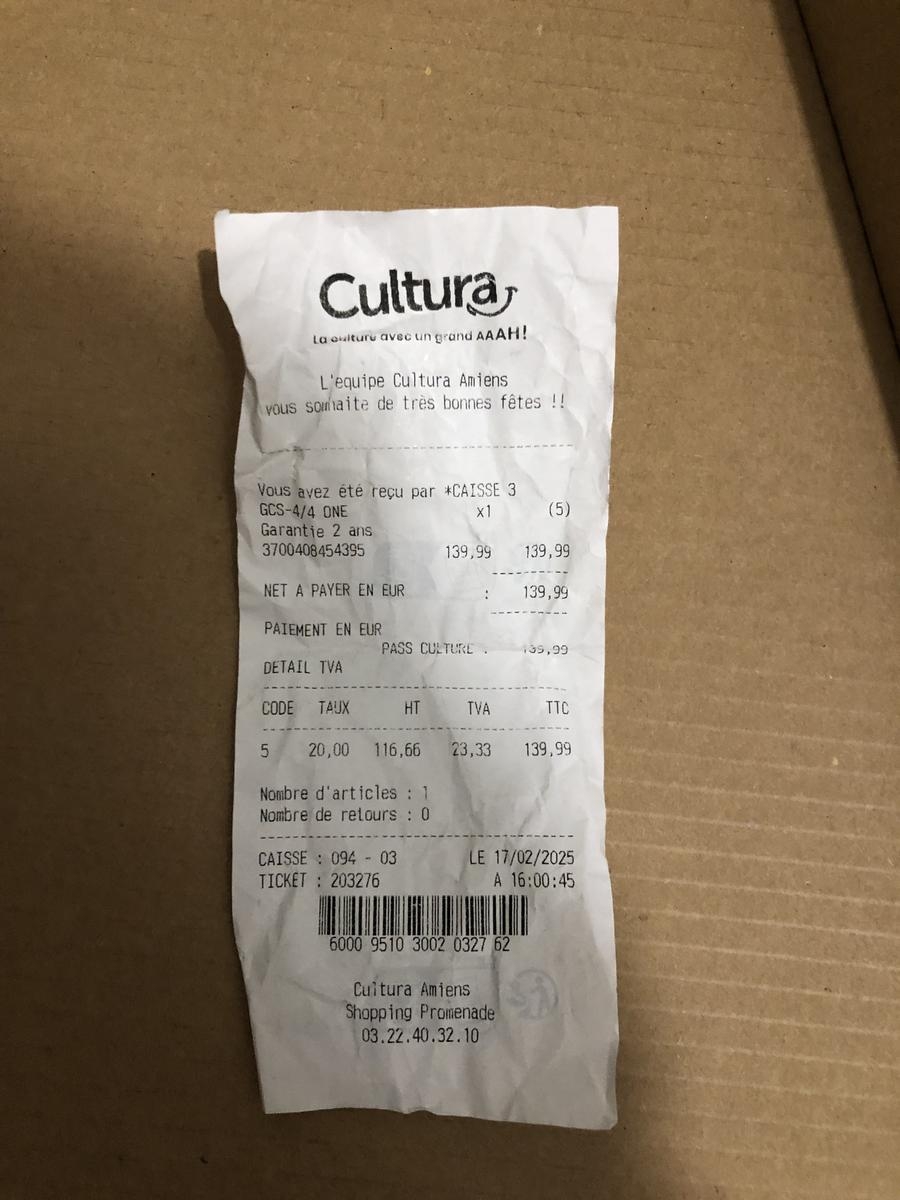 Cultura
La culture avec un grand AAAH!
L'equipe Cultura Amiens
vous souhaite de très bonnes fêtes !!
Vous avez été reçu par *CAISSE 3
GCS-4/4 ONE x1 (5)
Garantie 2 ans
3700408454395 139,99 139,99
NET A PAYER EN EUR : 139,99
PAIEMENT EN EUR
PASS CULTURE : 139,99
DETAIL TVA
CODE TAUX HT TVA TTC
5 20,00 116,66 23,33 139,99
Nombre d'articles : 1
Nombre de retours : 0
CAISSE : 094 - 03 LE 17/02/2025
TICKET : 203276 A 16:00:45
6000 9510 3002 0327 62
Cultura Amiens
Shopping Promenade
03.22.40.32.10